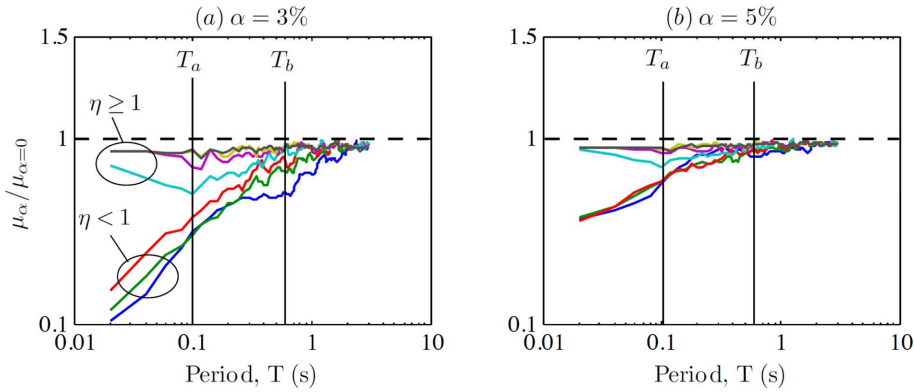 (a) α = 3%
1.5
T_a
T_b
η ≥ 1
1
μ_α/μ_α=0
η < 1
0.1
0.01
0.1
1
10
Period, T (s)
(b) α = 5%
1.5
T_a
T_b
1
0.1
0.01
0.1
1
10
Period, T (s)